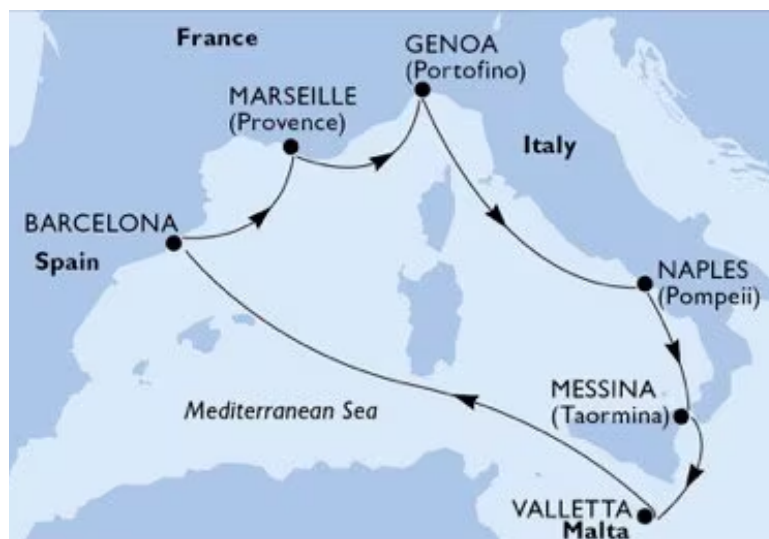 France
GENOA
(Portofino)
MARSEILLE
(Provence)
Italy
BARCELONA
Spain
NAPLES
(Pompeii)
MESSINA
(Taormina)
Mediterranean Sea
VALLETTA
Malta